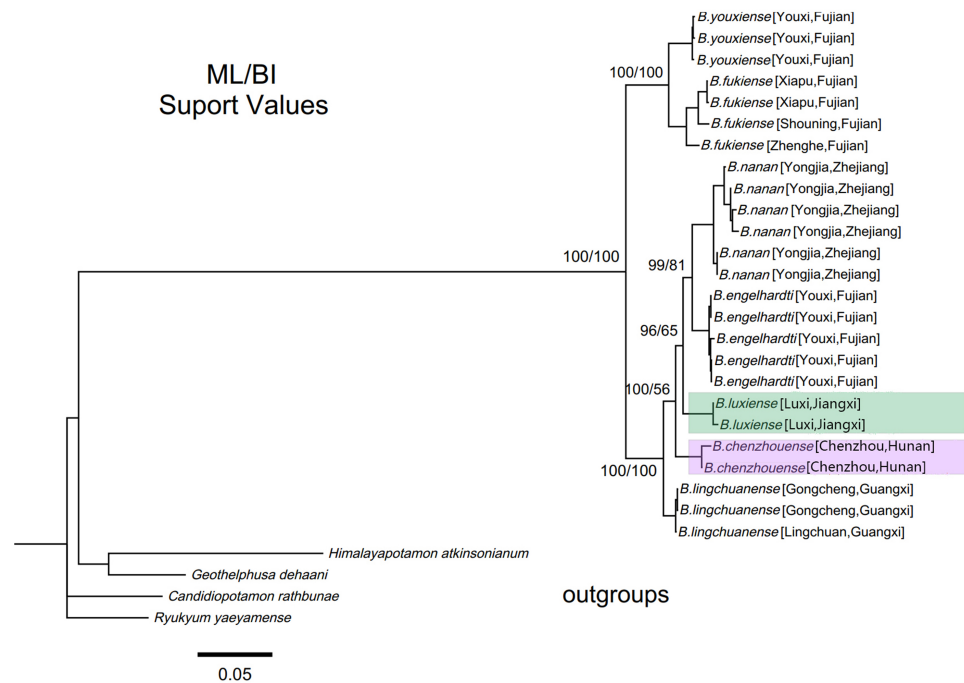 B.youxiense [Youxi,Fujian]
ML/BI
Suport Values
B.youxiense [Youxi,Fujian]
B.youxiense [Youxi,Fujian]
100/100
B.fukiense [Xiapu,Fujian]
B.fukiense [Xiapu,Fujian]
B.fukiense [Shouning,Fujian]
B.fukiense [Zhenghe,Fujian]
B.nanan [Yongjia,Zhejiang]
B.nanan [Yongjia,Zhejiang]
B.nanan [Yongjia,Zhejiang]
B.nanan [Yongjia,Zhejiang]
100/100
B.nanan [Yongjia,Zhejiang]
99/81
B.nanan [Yongjia,Zhejiang]
B.engelhardti [Youxi,Fujian]
B.engelhardti [Youxi,Fujian]
96/65
B.engelhardti [Youxi,Fujian]
B.engelhardti [Youxi,Fujian]
B.engelhardti [Youxi,Fujian]
100/56
B.luxiense [Luxi,Jiangxi]
B.luxiense [Luxi,Jiangxi]
B.chenzhouense [Chenzhou,Hunan]
B.chenzhouense [Chenzhou,Hunan]
100/100
B.lingchuanense [Gongcheng,Guangxi]
B.lingchuanense [Gongcheng,Guangxi]
B.lingchuanense [Lingchuan,Guangxi]
Himalayapotamon atkinsonianum
Geothelphusa dehaani
Candidiopotamon rathbunae
outgroups
Ryukyum yaeyamense
0.05